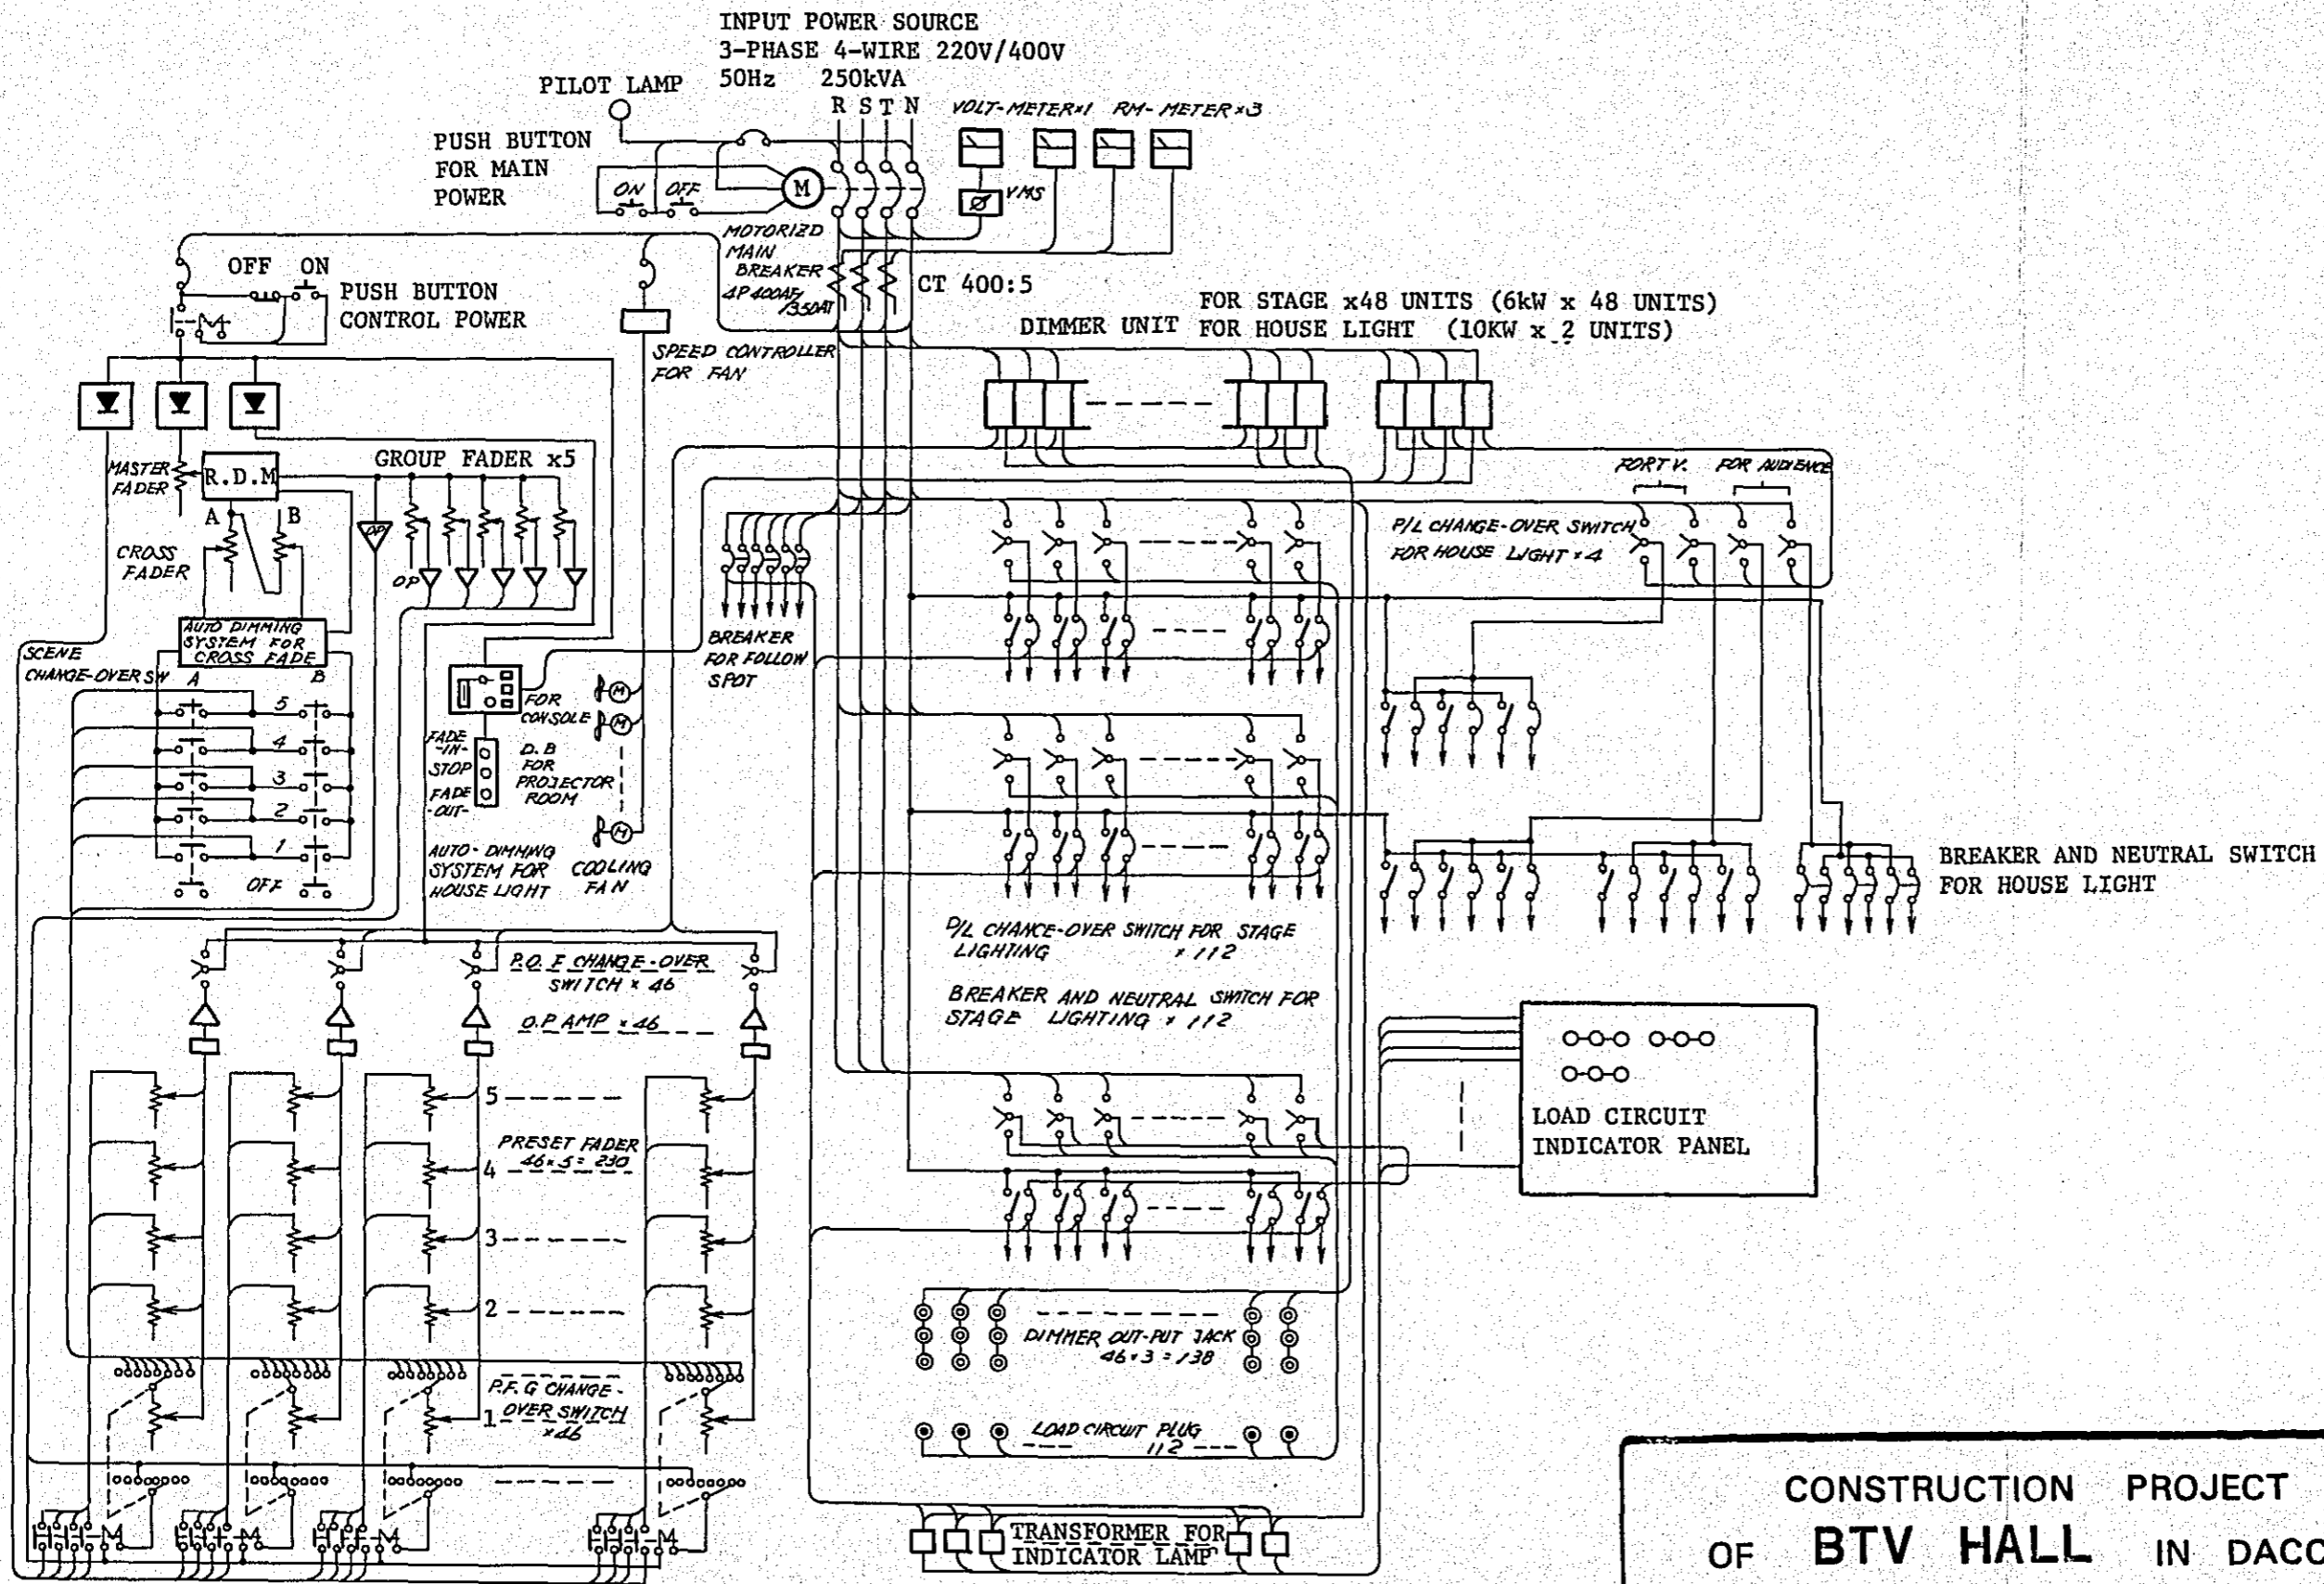 INPUT POWER SOURCE
3-PHASE 4-WIRE 220V/400V
50Hz 250kVA
R S T N
PILOT LAMP
VOLT-METER×1 RM-METER×3
PUSH BUTTON
FOR MAIN
POWER
ON OFF
M
VMS
MOTORIZD
MAIN
BREAKER
4P400AF/
/350AT
CT 400:5
OFF ON
PUSH BUTTON
CONTROL POWER
M
SPEED CONTROLLER
FOR FAN
DIMMER UNIT
FOR STAGE x48 UNITS (6kW x 48 UNITS)
FOR HOUSE LIGHT (10KW x 2 UNITS)
MASTER
FADER
R.D.M
GROUP FADER x5
A B
CROSS
FADER
OP
OP
FOR T V. FOR AUDIENCE
P/L CHANGE-OVER SWITCH
FOR HOUSE LIGHT×4
AUTO DIMMING
SYSTEM FOR
CROSS FADE
SCENE
CHANGE-OVER SW
A B
5
4
3
2
1
OFF
BREAKER
FOR FOLLOW
SPOT
FOR
CONSOLE
M
M
M
FADE
-IN-
STOP
FADE
-OUT-
D.B
FOR
PROJECTOR
ROOM
AUTO-DIMMING
SYSTEM FOR
HOUSE LIGHT
COOLING
FAN
BREAKER AND NEUTRAL SWITCH
FOR HOUSE LIGHT
P/L CHANCE-OVER SWITCH FOR STAGE
LIGHTING × 112
BREAKER AND NEUTRAL SWITCH FOR
STAGE LIGHTING × 112
P.O.F CHANGE-OVER
SWITCH × 46
O.P AMP × 46
5
PRESET FADER
46×5=230
4
3
2
P.F.G CHANGE-
1 OVER SWITCH
×46
M M M M
LOAD CIRCUIT
INDICATOR PANEL
DIMMER OUT-PUT JACK
46×3=138
LOAD CIRCUIT PLUG
112
TRANSFORMER FOR
INDICATOR LAMP
CONSTRUCTION PROJECT
OF BTV HALL IN DACC